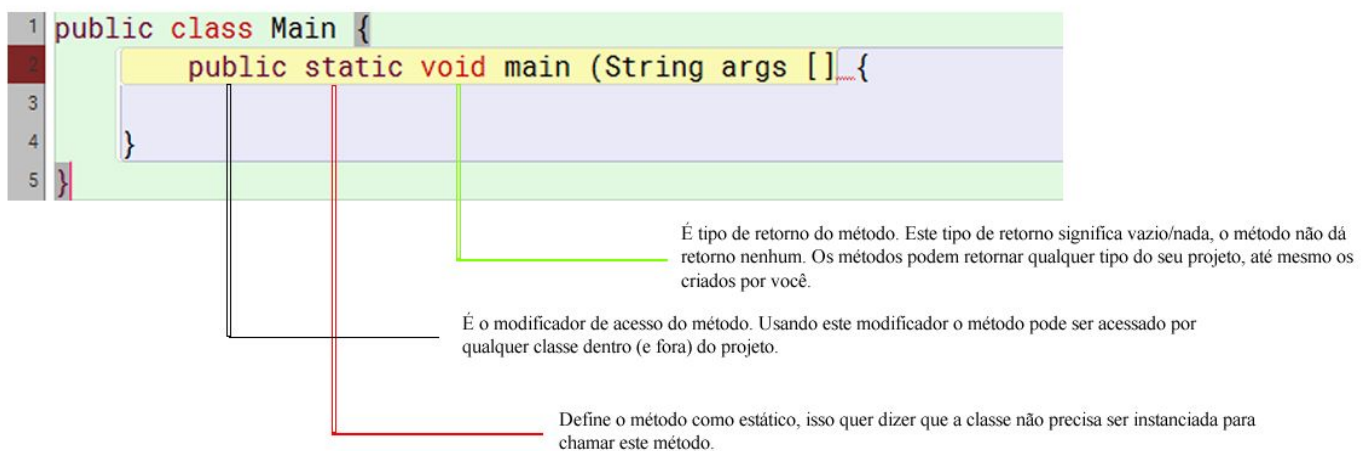 1 public class Main {
2 public static void main (String args [] {
3
4 }
5 }
É tipo de retorno do método. Este tipo de retorno significa vazio/nada, o método não dá
retorno nenhum. Os métodos podem retornar qualquer tipo do seu projeto, até mesmo os
criados por você.
É o modificador de acesso do método. Usando este modificador o método pode ser acessado por
qualquer classe dentro (e fora) do projeto.
Define o método como estático, isso quer dizer que a classe não precisa ser instanciada para
chamar este método.